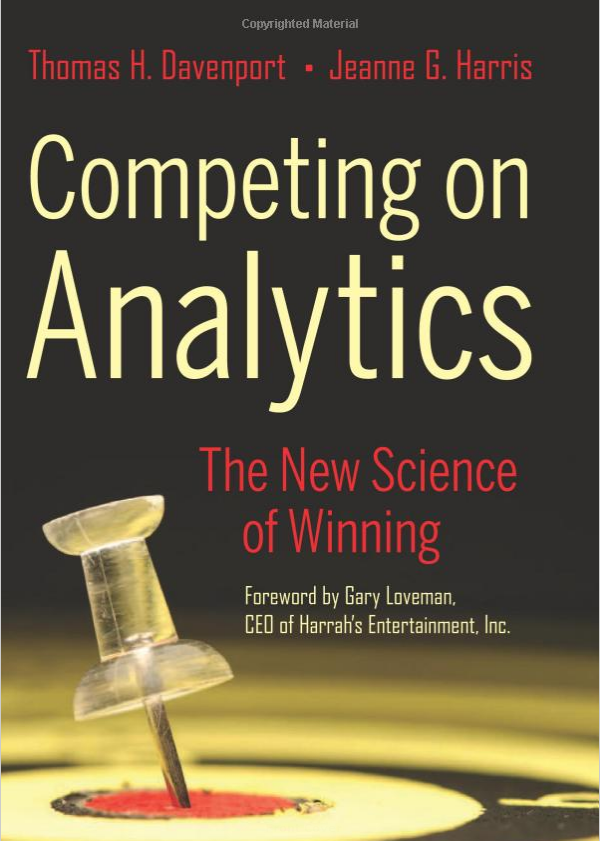 Copyrighted Material
Thomas H. Davenport ▪ Jeanne G. Harris
Competing on
Analytics
The New Science
of Winning
Foreword by Gary Loveman,
CEO of Harrah's Entertainment, Inc.